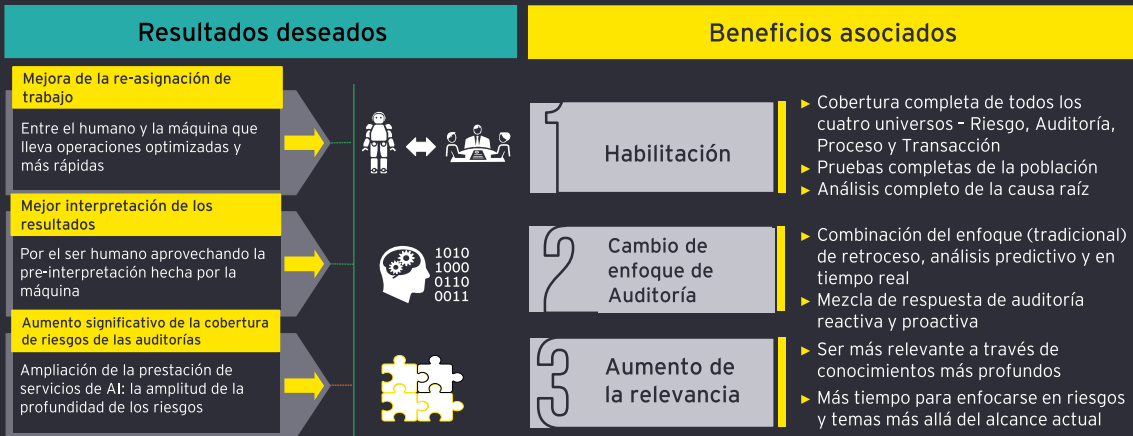 Resultados deseados
Mejora de la re-asignación de
trabajo
Entre el humano y la máquina que
lleva operaciones optimizadas y
más rápidas
Mejor interpretación de los
resultados
Por el ser humano aprovechando la
pre-interpretación hecha por la
máquina
1010
1000
0110
0011
Aumento significativo de la cobertura
de riesgos de las auditorías
Ampliación de la prestación de
servicios de AI: la amplitud de la
profundidad de los riesgos
Beneficios asociados
1
Habilitación
► Cobertura completa de todos los
cuatro universos – Riesgo, Auditoría,
Proceso y Transacción
► Pruebas completas de la población
► Análisis completo de la causa raíz
2
Cambio de
enfoque de
Auditoría
► Combinación del enfoque (tradicional)
de retroceso, análisis predictivo y en
tiempo real
► Mezcla de respuesta de auditoría
reactiva y proactiva
3
Aumento de
la relevancia
► Ser más relevante a través de
conocimientos más profundos
► Más tiempo para enfocarse en riesgos
y temas más allá del alcance actual